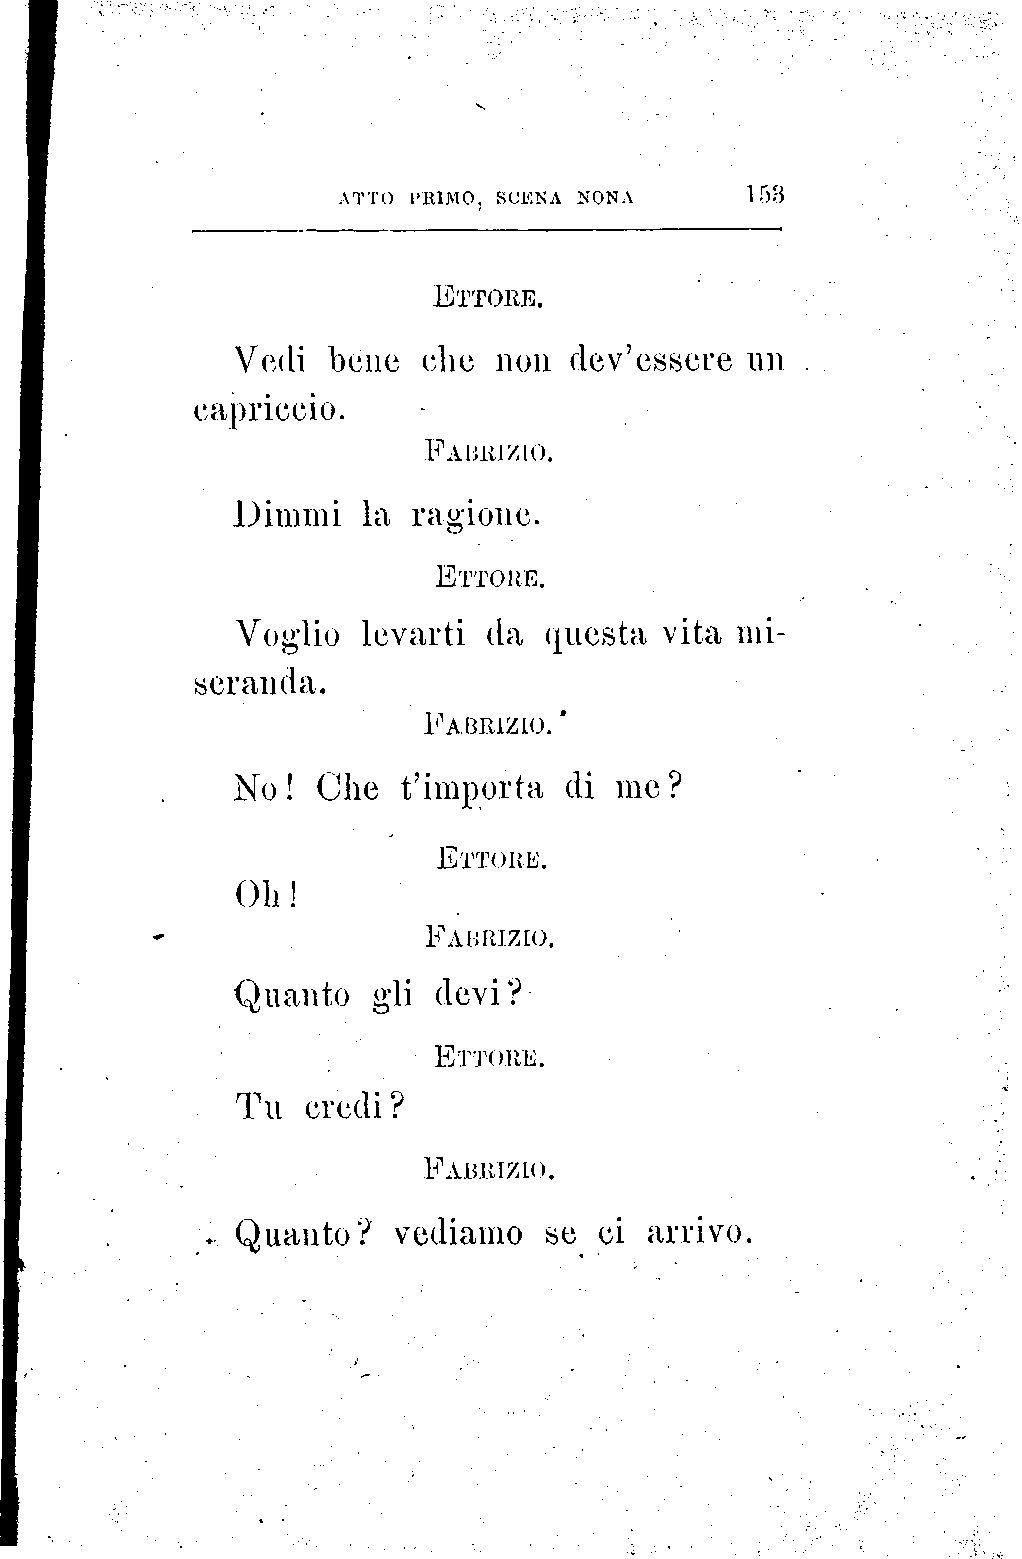 ATTO PRIMO, SCENA NONA 153
ETTORE.
Vedi bene che non dev'essere un
capriccio.
FABRIZIO.
Dimmi la ragione.
ETTORE.
Voglio levarti da questa vita mi-
seranda.
FABRIZIO.
No! Che t'importa di me?
ETTORE.
Oh!
FABRIZIO.
Quanto gli devi?
ETTORE.
Tu credi?
FABRIZIO.
Quanto? vediamo se ci arrivo.